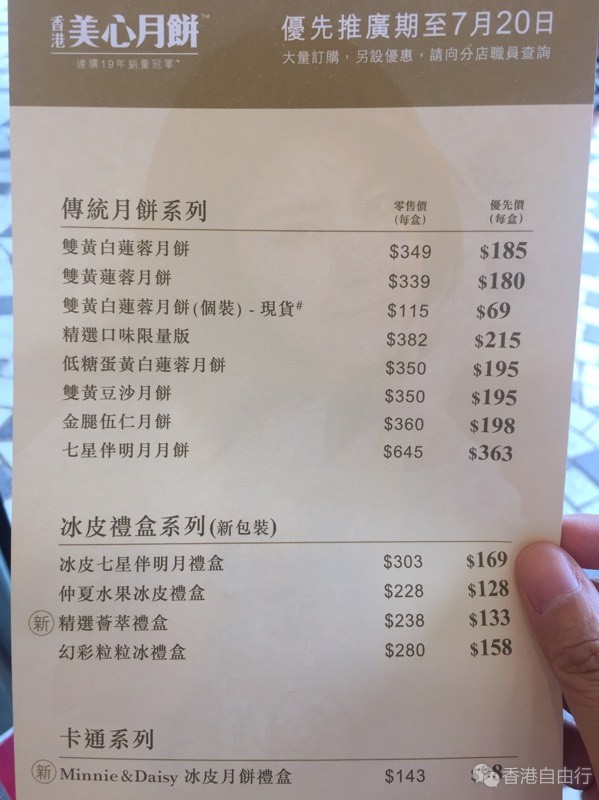 香港 美心月餅™ 優先推廣期至7月20日
連續19年銷量冠軍* 大量訂購，另設優惠，請向分店職員查詢
傳統月餅系列 零售價(每盒) 優先價(每盒)
雙黃白蓮蓉月餅 $349 $185
雙黃蓮蓉月餅 $339 $180
雙黃白蓮蓉月餅(個裝) - 現貨# $115 $69
精選口味限量版 $382 $215
低糖蛋黃白蓮蓉月餅 $350 $195
雙黃豆沙月餅 $350 $195
金腿伍仁月餅 $360 $198
七星伴明月月餅 $645 $363
冰皮禮盒系列(新包裝)
冰皮七星伴明月禮盒 $303 $169
仲夏水果冰皮禮盒 $228 $128
新 精選薈萃禮盒 $238 $133
幻彩粒粒冰禮盒 $280 $158
卡通系列
新 Minnie&Daisy 冰皮月餅禮盒 $143
香港自由行